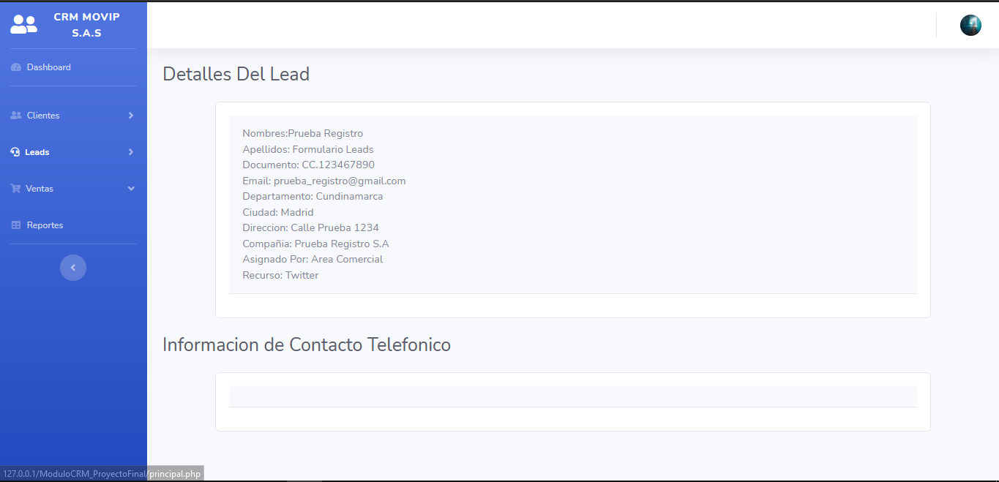 CRM MOVIP
S.A.S
Dashboard
Clientes
Leads
Ventas
Reportes
Detalles Del Lead
Nombres:Prueba Registro
Apellidos: Formulario Leads
Documento: CC.123467890
Email: prueba_registro@gmail.com
Departamento: Cundinamarca
Ciudad: Madrid
Direccion: Calle Prueba 1234
Compañia: Prueba Registro S.A
Asignado Por: Area Comercial
Recurso: Twitter
Informacion de Contacto Telefonico
127.0.0.1/ModuloCRM_ProyectoFinal/principal.php